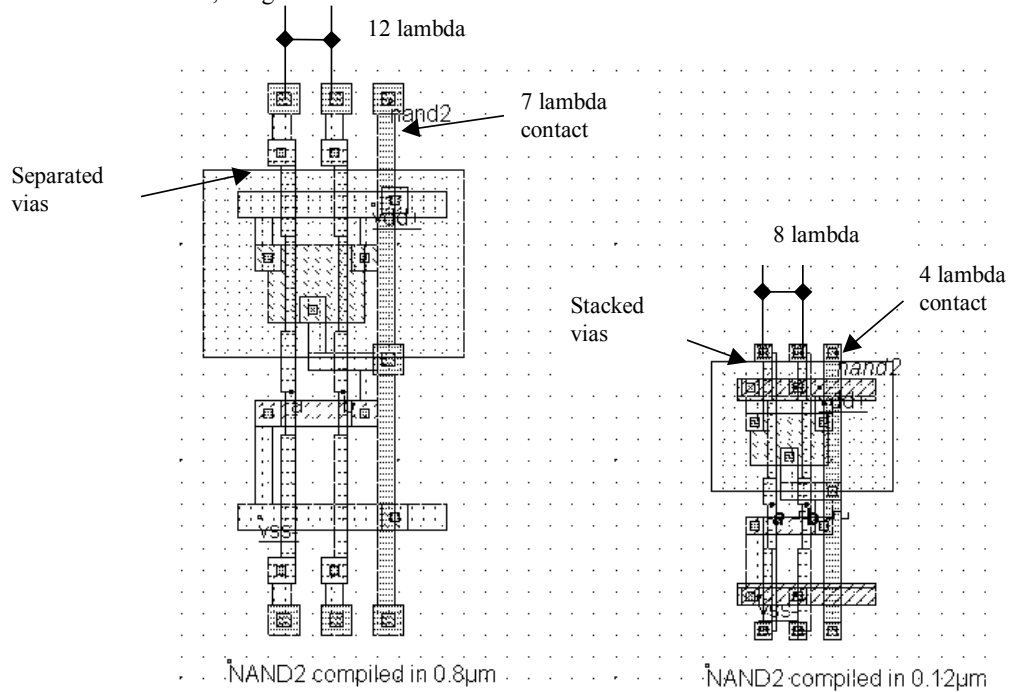 12 lambda
7 lambda
contact
nand2
Separated
vias
vdd+
8 lambda
4 lambda
contact
Stacked
vias
nand2
vdd+
a
a
b
vss-
vss-
NAND2 compiled in 0.8µm
NAND2 compiled in 0.12µm